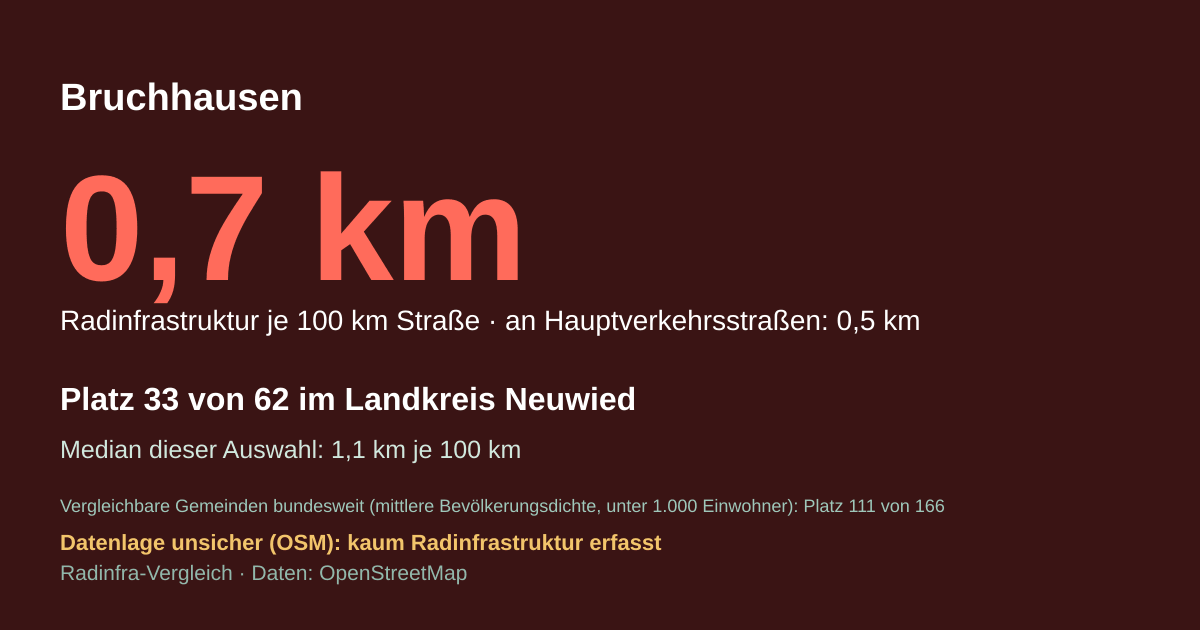 Bruchhausen
0,7 km
Radinfrastruktur je 100 km Straße · an Hauptverkehrsstraßen: 0,5 km
Platz 33 von 62 im Landkreis Neuwied
Median dieser Auswahl: 1,1 km je 100 km
Vergleichbare Gemeinden bundesweit (mittlere Bevölkerungsdichte, unter 1.000 Einwohner): Platz 111 von 166
Datenlage unsicher (OSM): kaum Radinfrastruktur erfasst
Radinfra-Vergleich · Daten: OpenStreetMap